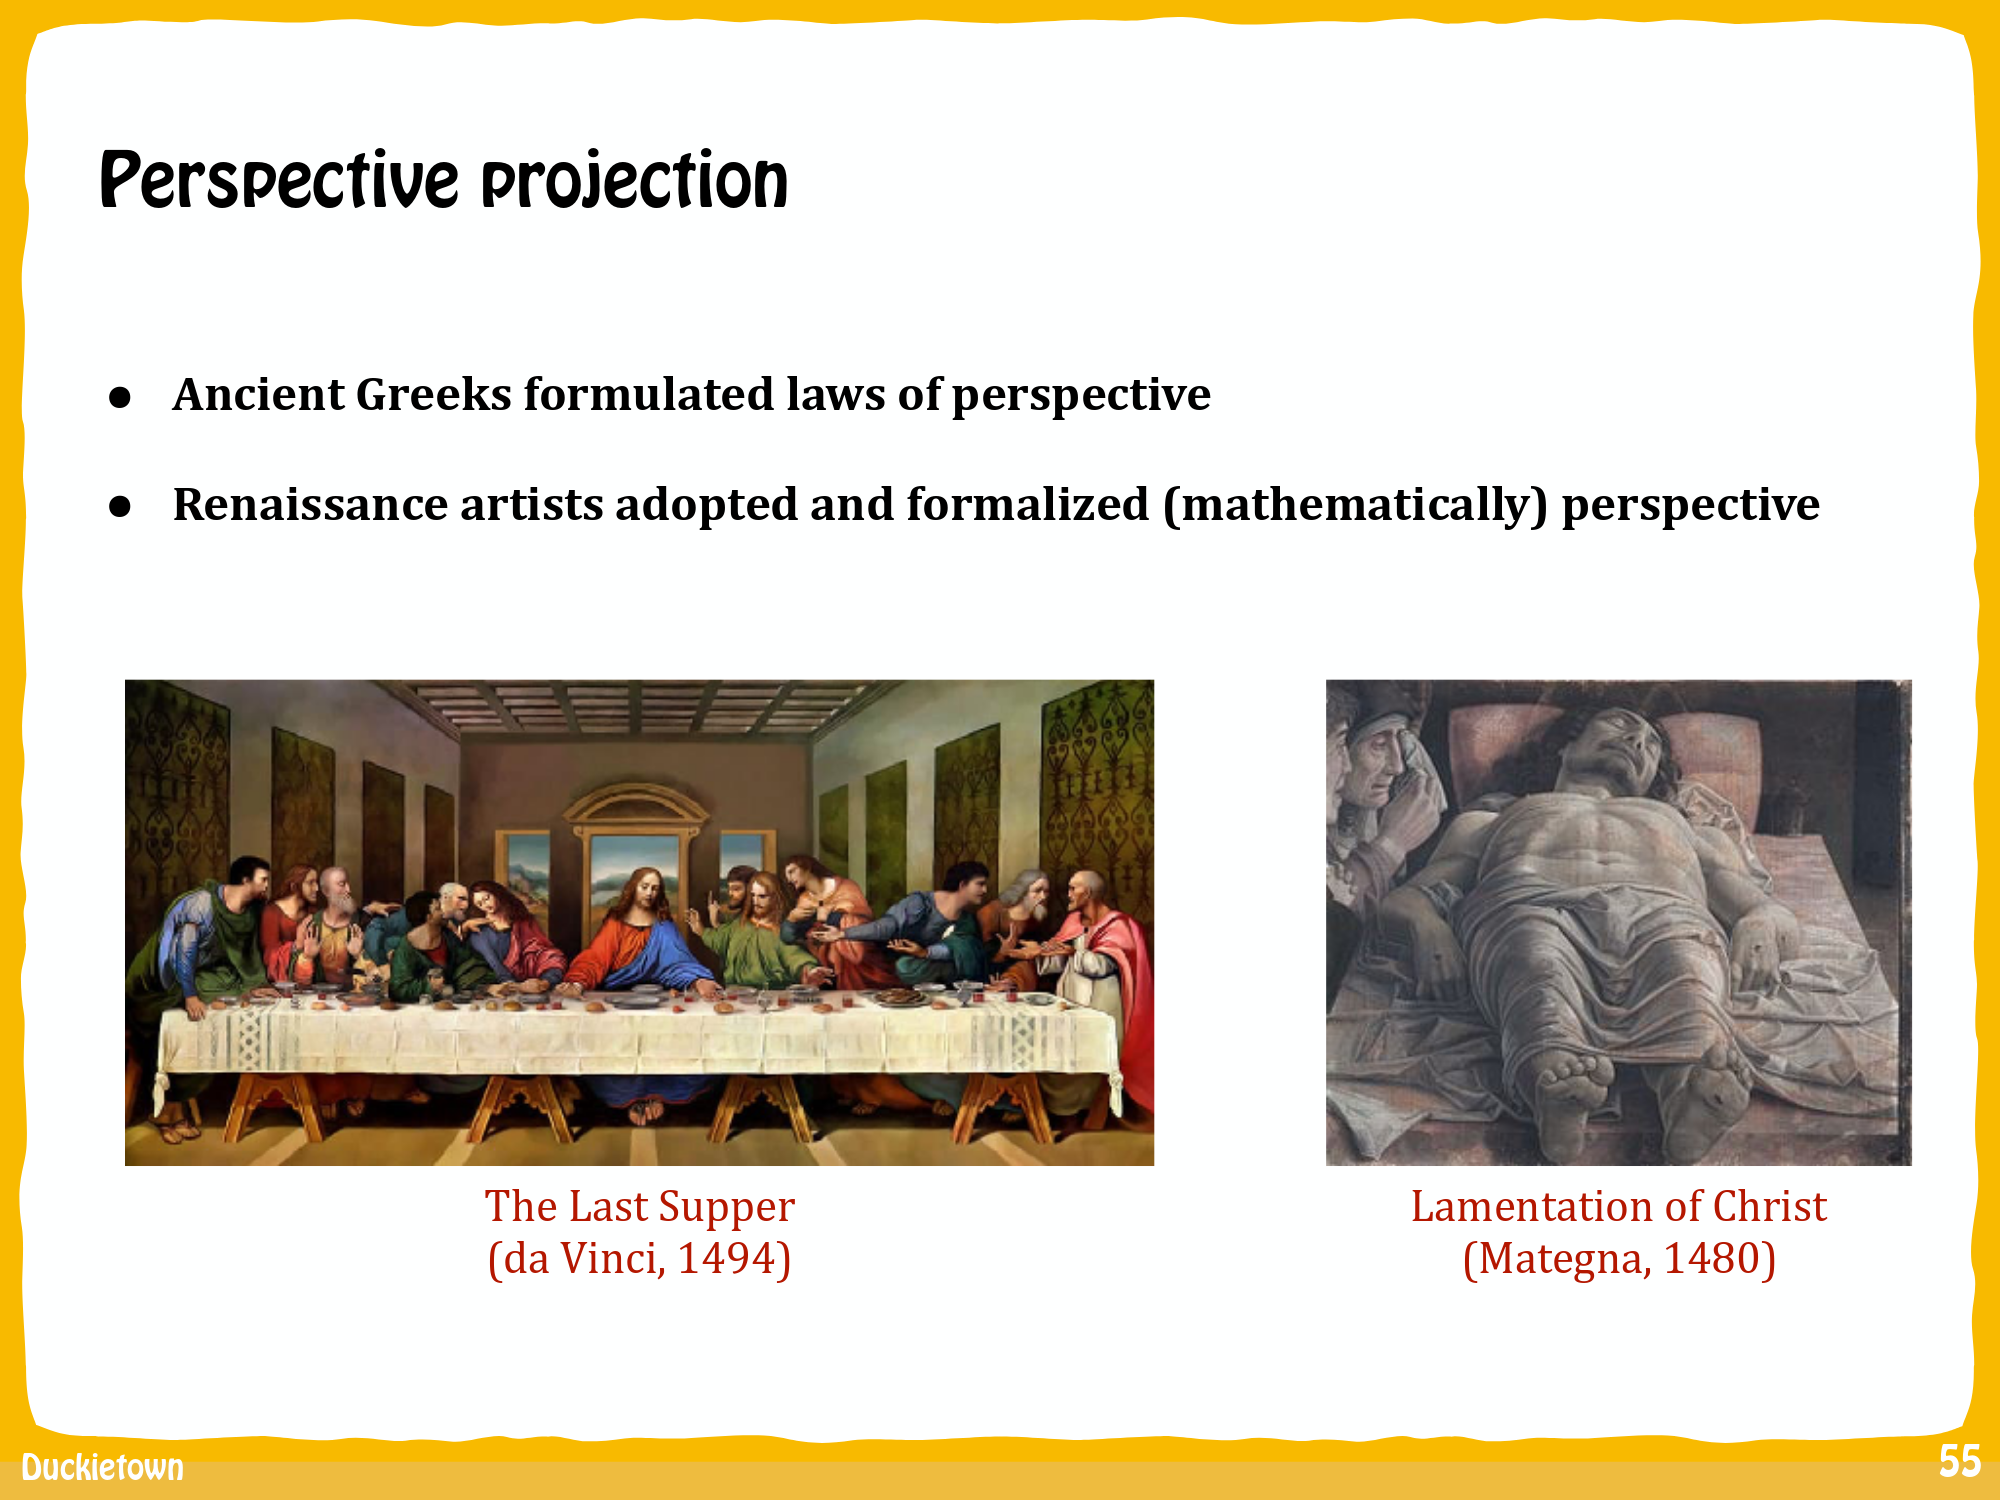 Perspective projection
● Ancient Greeks formulated laws of perspective
● Renaissance artists adopted and formalized (mathematically) perspective
The Last Supper
(da Vinci, 1494)
Lamentation of Christ
(Mategna, 1480)
Duckietown
55